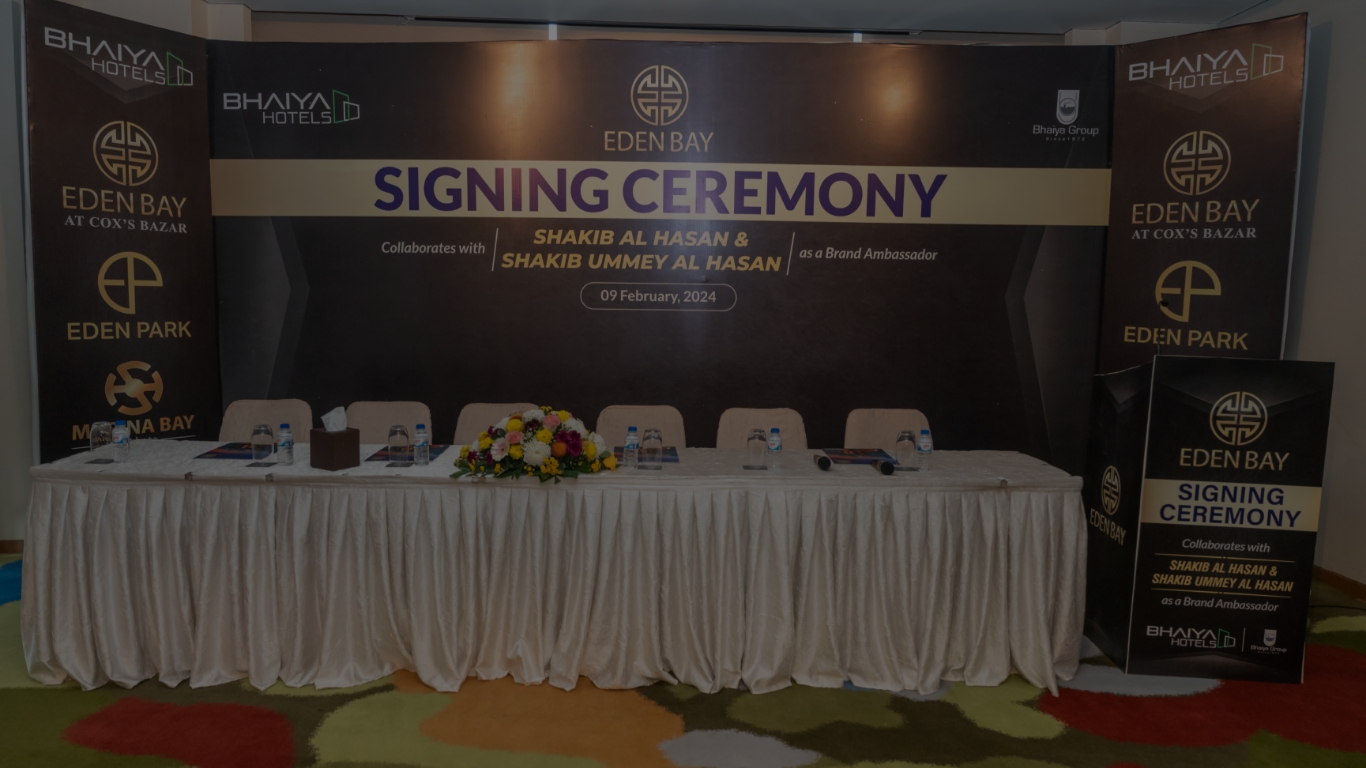 BHAIYA
HOTELS
EDEN BAY
AT COX'S BAZAR
EDEN PARK
BAY
BHAIYA
HOTELS
EDEN BAY
Bhaiya Group
SIGNING CEREMONY
Collaborates with
SHAKIB AL HASAN &
SHAKIB UMMEY AL HASAN
as a Brand Ambassador
09 February, 2024
BHAIYA
HOTELS
EDEN BAY
AT COX'S BAZAR
EDEN PARK
EDEN BAY
EDEN BAY
SIGNING
CEREMONY
Collaborates with
SHAKIB AL HASAN &
SHAKIB UMMEY AL HASAN
as a Brand Ambassador
BHAIYA
HOTELS
Bhaiya Group